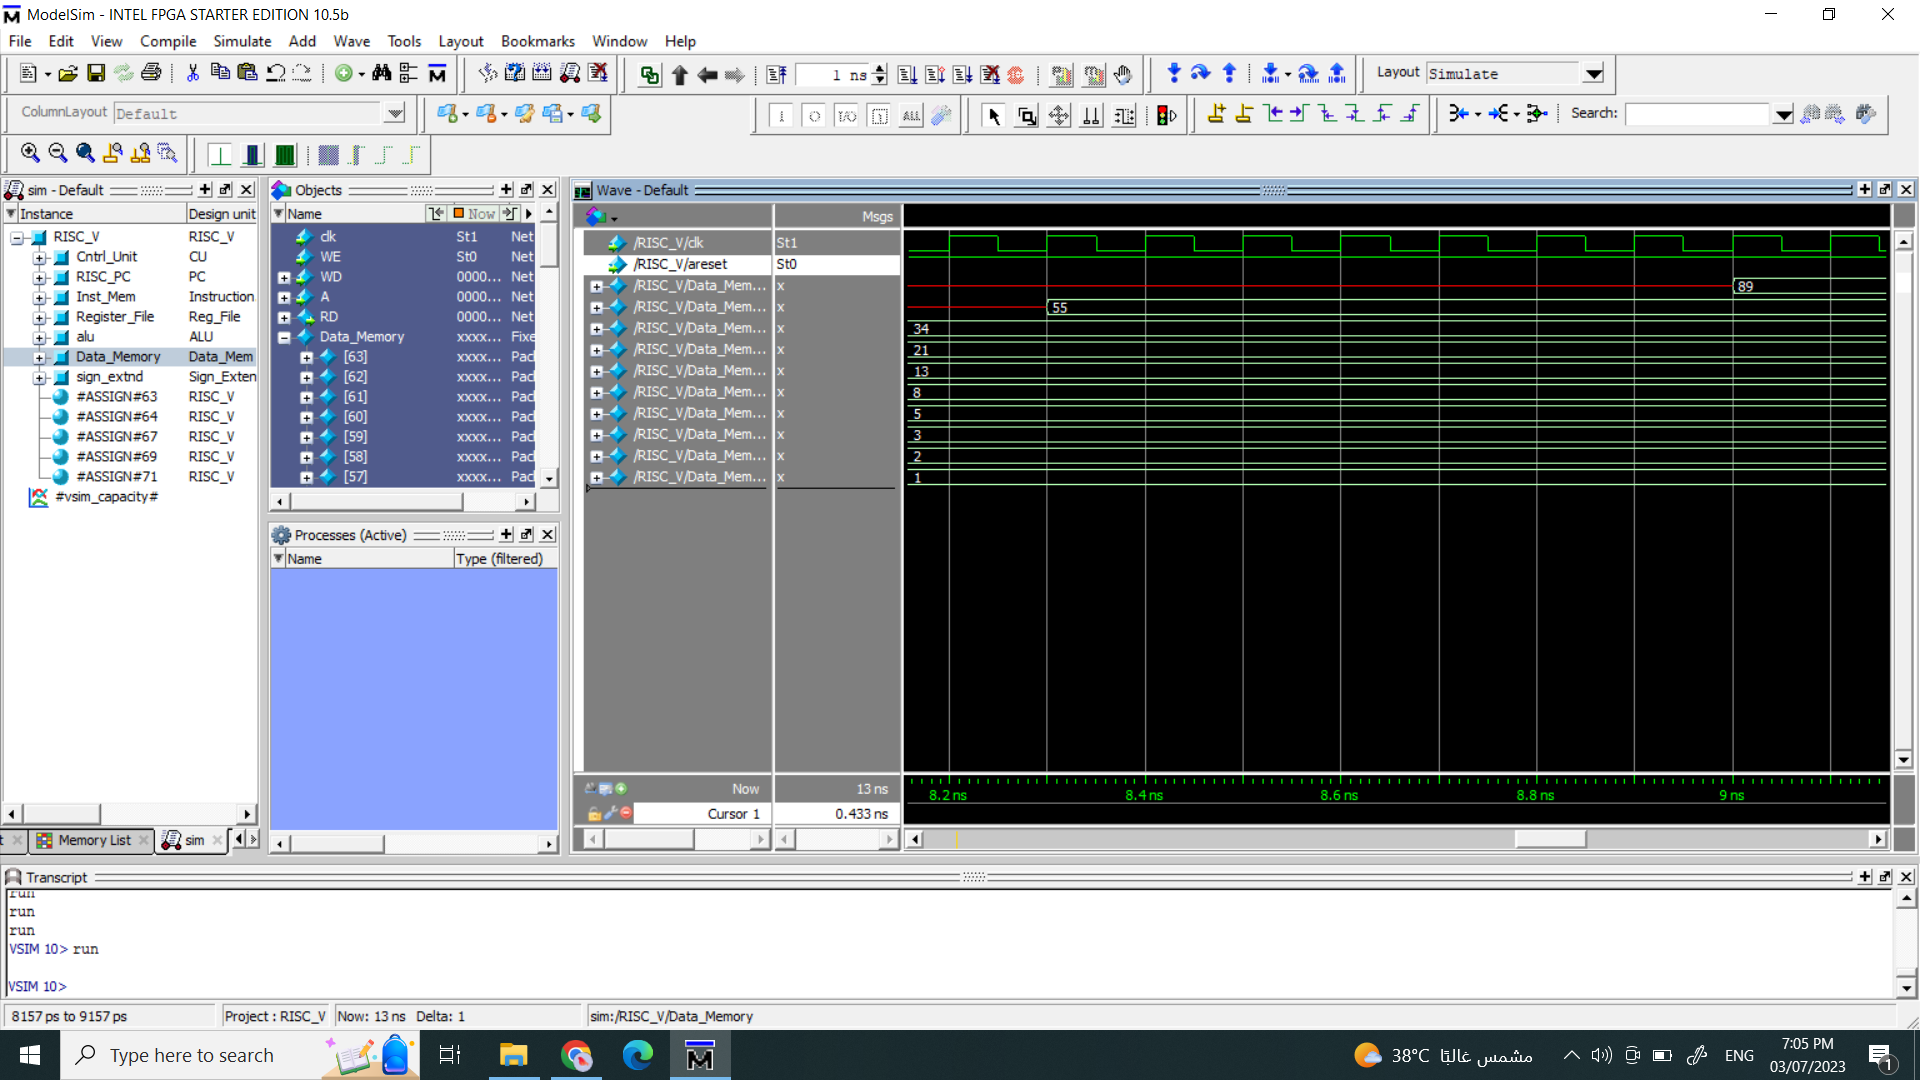 ModelSim - INTEL FPGA STARTER EDITION 10.5b
File Edit View Compile Simulate Add Wave Tools Layout Bookmarks Window Help
1 ns
Layout Simulate
ColumnLayout Default
I/O
ALL
Search:
sim - Default
Instance Design unit
RISC_V RISC_V
Cntrl_Unit CU
RISC_PC PC
Inst_Mem Instruction
Register_File Reg_File
alu ALU
Data_Memory Data_Mem
sign_extnd Sign_Exten
#ASSIGN#63 RISC_V
#ASSIGN#64 RISC_V
#ASSIGN#67 RISC_V
#ASSIGN#69 RISC_V
#ASSIGN#71 RISC_V
#vsim_capacity#
Memory List
sim
Objects
Name Now
clk St1 Net
WE St0 Net
WD 0000... Net
A 0000... Net
RD 0000... Net
Data_Memory xxxx... Fixe
[63] xxxx... Pac
[62] xxxx... Pac
[61] xxxx... Pac
[60] xxxx... Pac
[59] xxxx... Pac
[58] xxxx... Pac
[57] xxxx... Pac
Processes (Active)
Name Type (filtered)
Wave - Default
Msgs
/RISC_V/clk St1
/RISC_V/areset St0
/RISC_V/Data_Mem... x 89
/RISC_V/Data_Mem... x 55
/RISC_V/Data_Mem... x 34
/RISC_V/Data_Mem... x 21
/RISC_V/Data_Mem... x 13
/RISC_V/Data_Mem... x 8
/RISC_V/Data_Mem... x 5
/RISC_V/Data_Mem... x 3
/RISC_V/Data_Mem... x 2
/RISC_V/Data_Mem... x 1
Now 13 ns
8.2 ns 8.4 ns 8.6 ns 8.8 ns 9 ns
Cursor 1 0.433 ns
Transcript
run
run
run
VSIM 10> run
VSIM 10>
8157 ps to 9157 ps Project : RISC_V Now: 13 ns Delta: 1 sim:/RISC_V/Data_Memory
Type here to search
38°C مشمس غالبًا
ENG
7:05 PM
03/07/2023
1